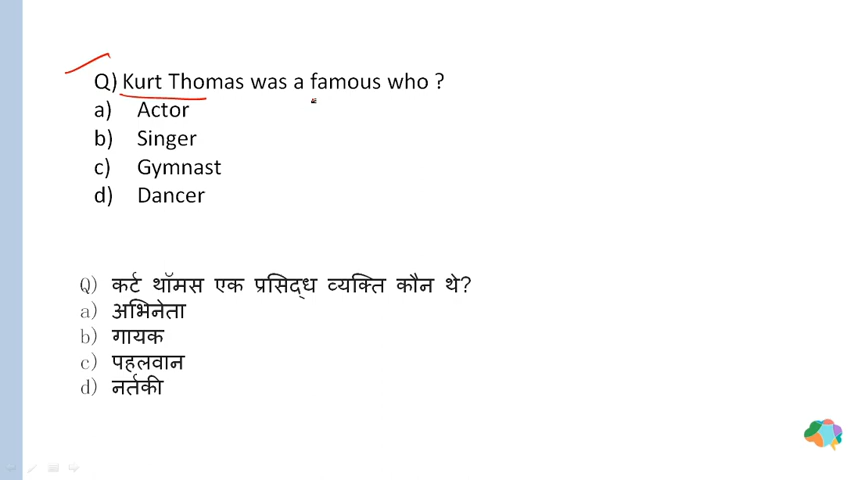 Q) Kurt Thomas was a famous who ?
a) Actor
b) Singer
c) Gymnast
d) Dancer
Q) कर्ट थॉमस एक प्रसिद्ध व्यक्ति कौन थे?
a) अभिनेता
b) गायक
c) पहलवान
d) नर्तकी